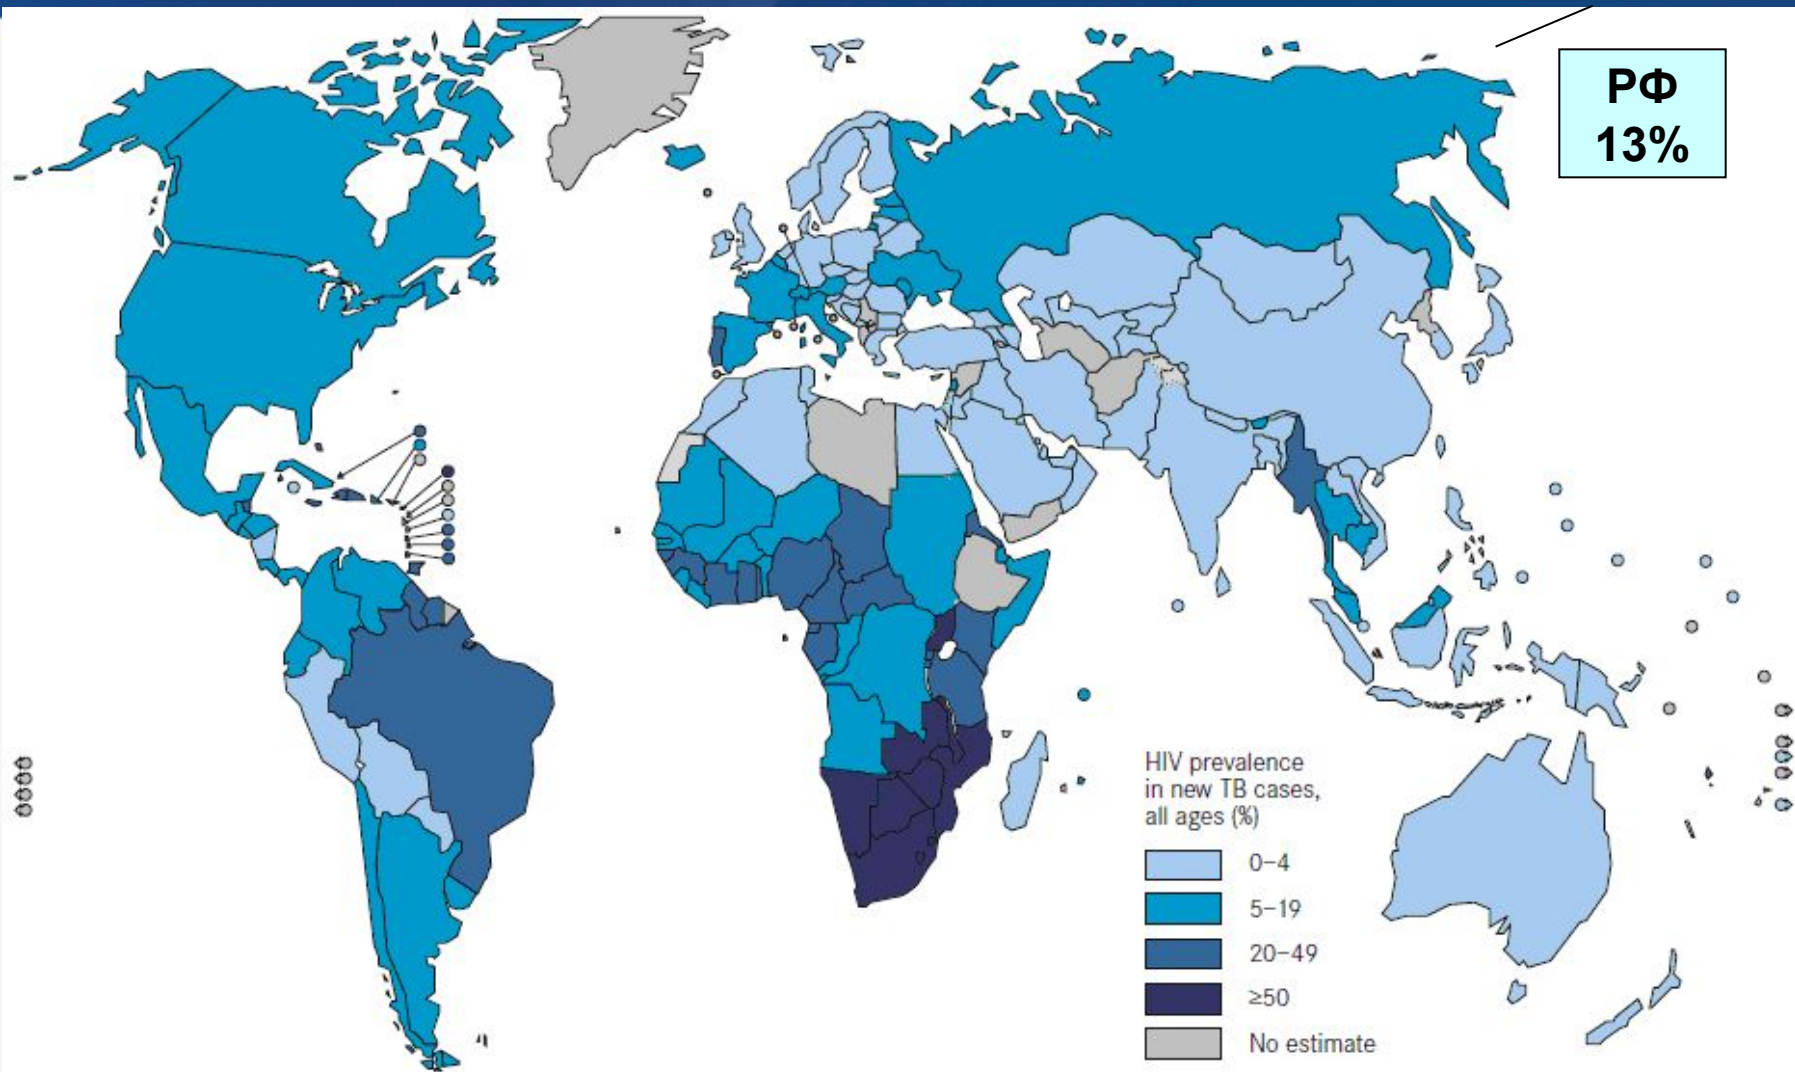 РФ
13%
HIV prevalence
in new TB cases,
all ages (%)
0–4
5–19
20–49
≥50
No estimate